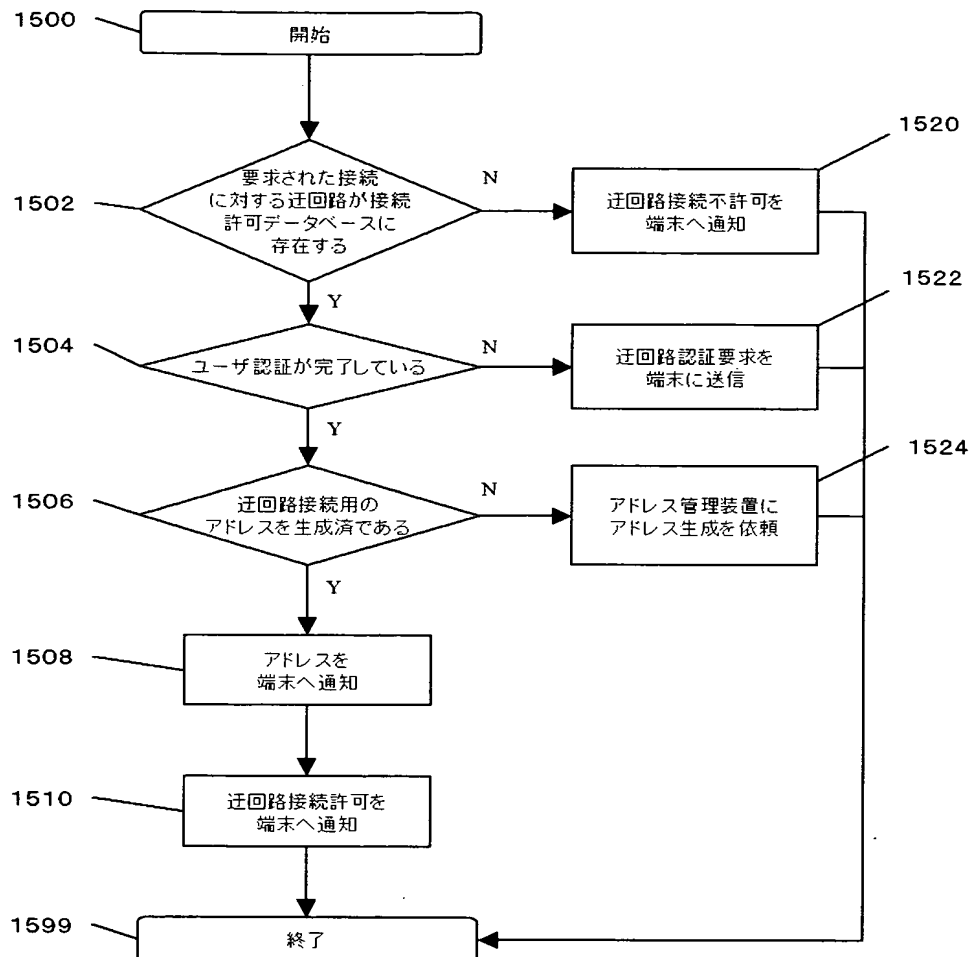 1500
開始
1502
要求された接続
に対する迂回路が接続
許可データベースに
存在する
N
1520
迂回路接続不許可を
端末へ通知
Y
1504
ユーザ認証が完了している
N
1522
迂回路認証要求を
端末に送信
Y
1506
迂回路接続用の
アドレスを生成済である
N
1524
アドレス管理装置に
アドレス生成を依頼
Y
1508
アドレスを
端末へ通知
1510
迂回路接続許可を
端末へ通知
1599
終了